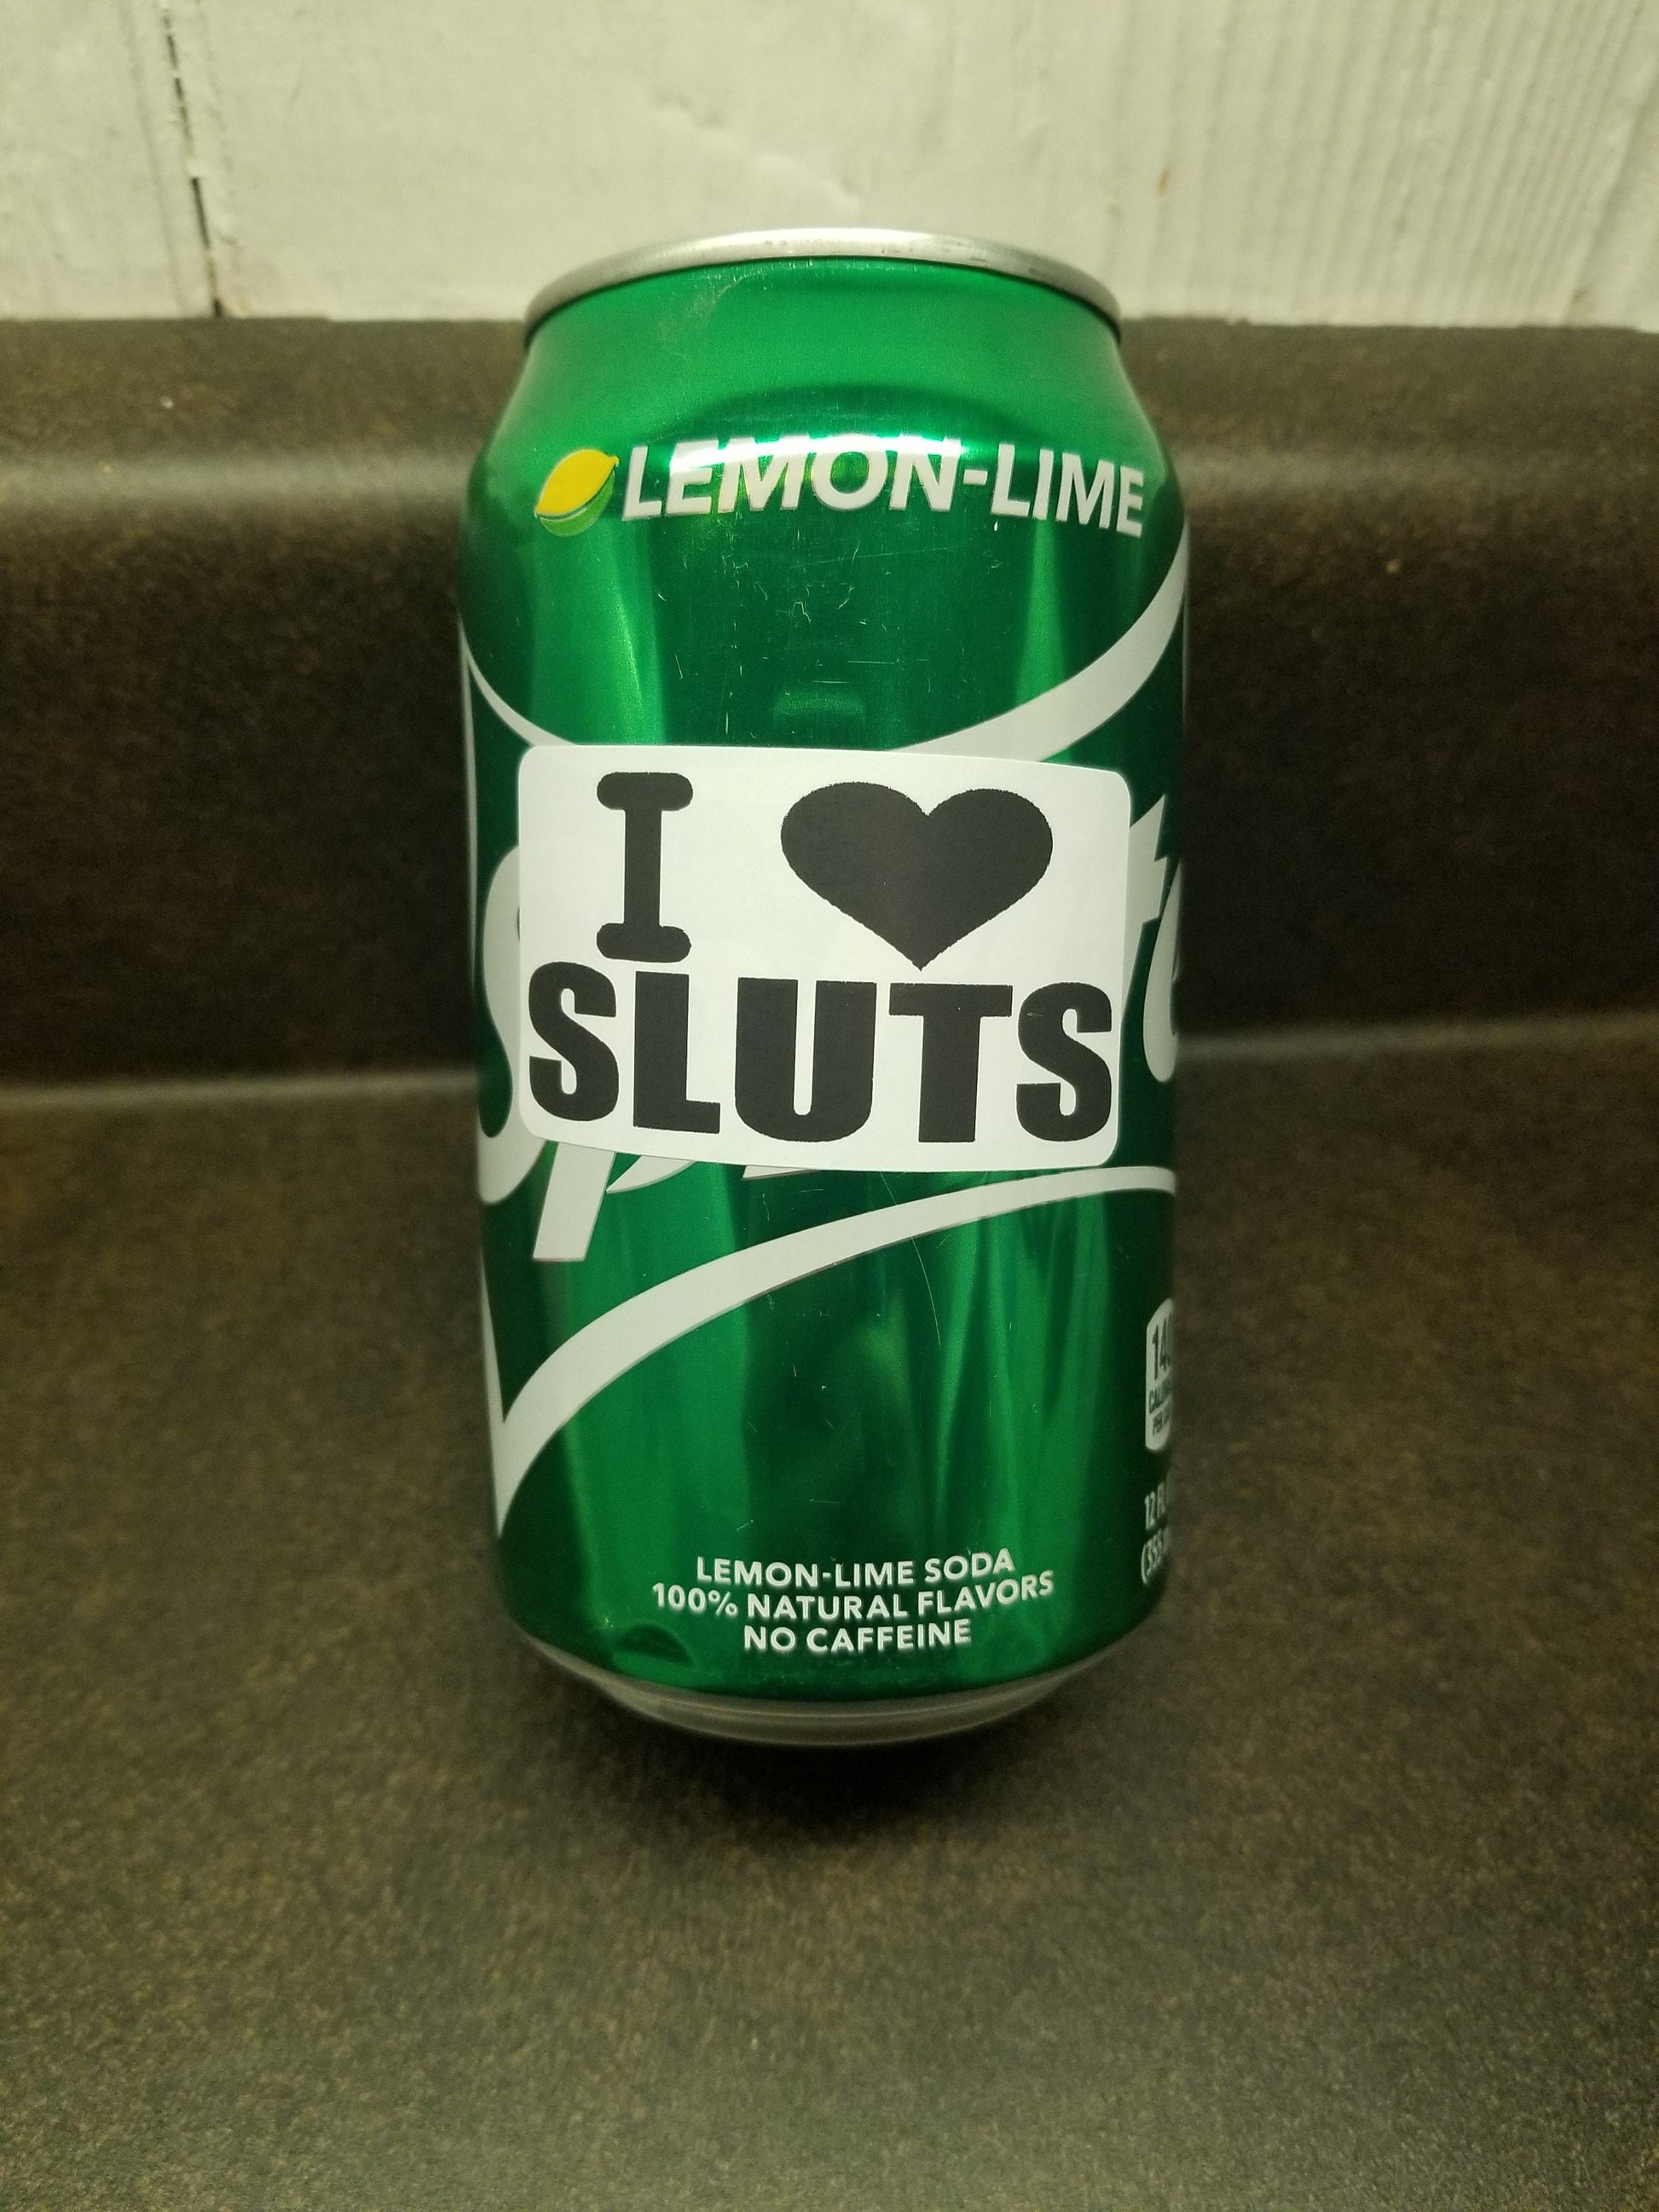 LEMON-LIME
I ♥
SLUTS
LEMON-LIME SODA
100% NATURAL FLAVORS
NO CAFFEINE